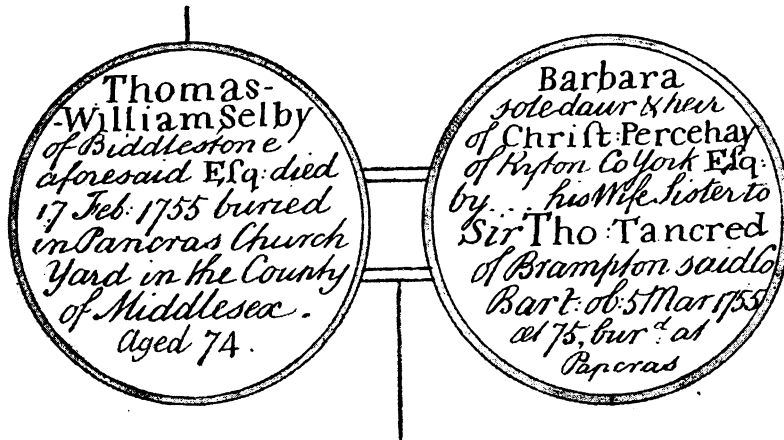 Thomas-
-William Selby
of Biddlestone
aforesaid Eſq: died
17 Feb: 1755 buried
in Pancras Church
Yard in the County
of Middlesex.
Aged 74.
Barbara
sole daur & heir
of Chriſt: Percehay
of Ryton Co York Eſq:
by .... his Wife Sister to
Sir Tho: Tancred
of Brampton said Co
Bart: ob: 5 Mar 1755
æt 75, burd. at
Pancras